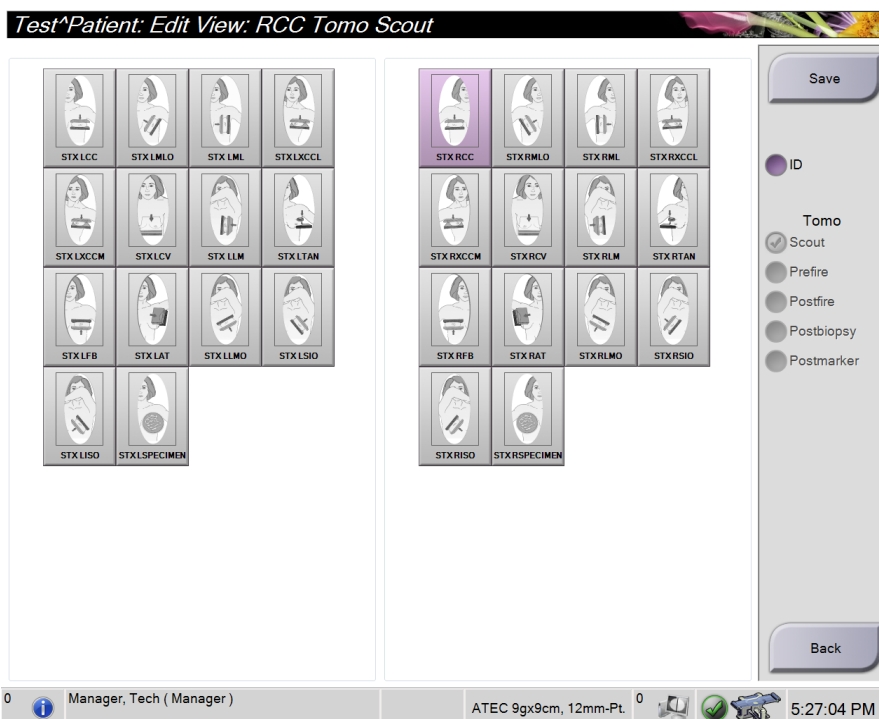 Test^Patient: Edit View: RCC Tomo Scout
STX LCC STX LMLO STX LML STX LXCCL
STX LXCCM STX LCV STX LLM STX LTAN
STX LFB STX LAT STX LLMO STX LSIO
STX LISO STX LSPECIMEN
STX RCC STX RMLO STX RML STX RXCCL
STX RXCCM STX RCV STX RLM STX RTAN
STX RFB STX RAT STX RLMO STX RSIO
STX RISO STX RSPECIMEN
Save
ID
Tomo
Scout
Prefire
Postfire
Postbiopsy
Postmarker
Back
0 Manager, Tech ( Manager ) ATEC 9gx9cm, 12mm-Pt. 0 5:27:04 PM